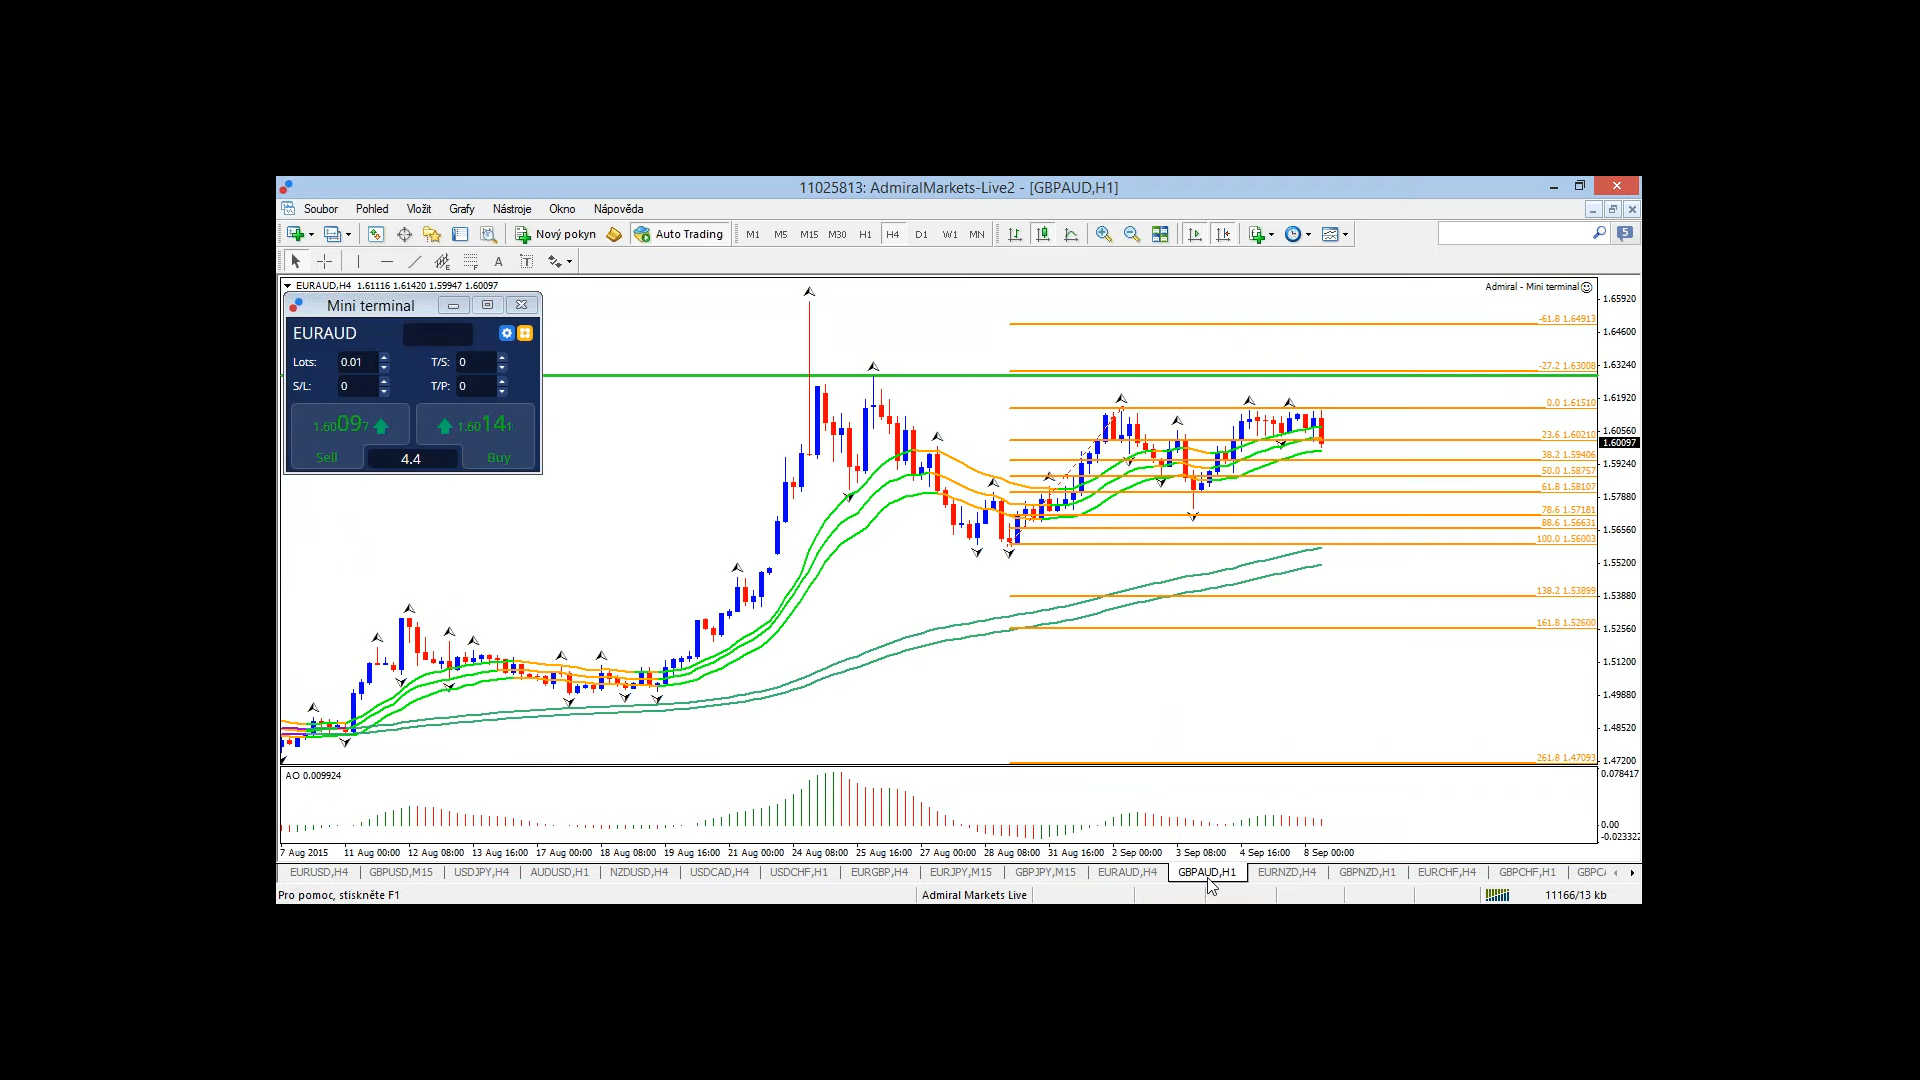 11025813: AdmiralMarkets-Live2 - [GBPAUD,H1]
Soubor Pohled Vložit Grafy Nástroje Okno Nápověda
Nový pokyn Auto Trading M1 M5 M15 M30 H1 H4 D1 W1 MN 5
A T
EURAUD,H4 1.61116 1.61420 1.59947 1.60097
Admiral - Mini terminal
Mini terminal
EURAUD
Lots: 0.01 T/S: 0
S/L: 0 T/P: 0
1.60097 1.60141
Sell 4.4 Buy
-61.8 1.64913
-27.2 1.63008
0.0 1.61510
23.6 1.60210
38.2 1.59406
50.0 1.58757
61.8 1.58107
78.6 1.57181
88.6 1.56631
100.0 1.56003
138.2 1.53899
161.8 1.52600
261.8 1.47093
1.65920
1.64600
1.63240
1.61920
1.60560
1.60097
1.59240
1.57880
1.56560
1.55200
1.53880
1.52560
1.51200
1.49880
1.48520
1.47200
AO 0.009924
0.078417
0.00
-0.023322
7 Aug 2015 11 Aug 00:00 12 Aug 08:00 13 Aug 16:00 17 Aug 00:00 18 Aug 08:00 19 Aug 16:00 21 Aug 00:00 24 Aug 08:00 25 Aug 16:00 27 Aug 00:00 28 Aug 08:00 31 Aug 16:00 2 Sep 00:00 3 Sep 08:00 4 Sep 16:00 8 Sep 00:00
EURUSD,H4 GBPUSD,M15 USDJPY,H4 AUDUSD,H1 NZDUSD,H4 USDCAD,H4 USDCHF,H1 EURGBP,H4 EURJPY,M15 GBPJPY,M15 EURAUD,H4 GBPAUD,H1 EURNZD,H4 GBPNZD,H1 EURCHF,H4 GBPCHF,H1 GBPCA
Pro pomoc, stiskněte F1 Admiral Markets Live 11166/13 kb